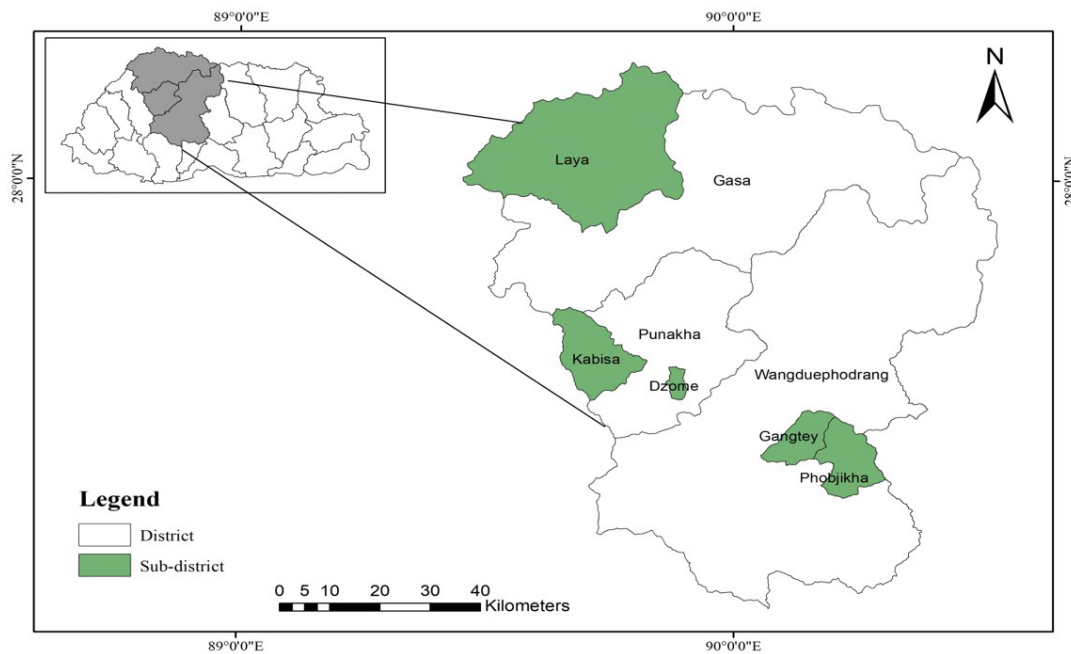 89°0'0"E
90°0'0"E
N
28°0'0"N
28°0'0"N
Laya
Gasa
Punakha
Kabisa
Dzome
Wangduephodrang
Gangtey
Phobjikha
Legend
District
Sub-district
0 5 10 20 30 40
Kilometers
89°0'0"E
90°0'0"E